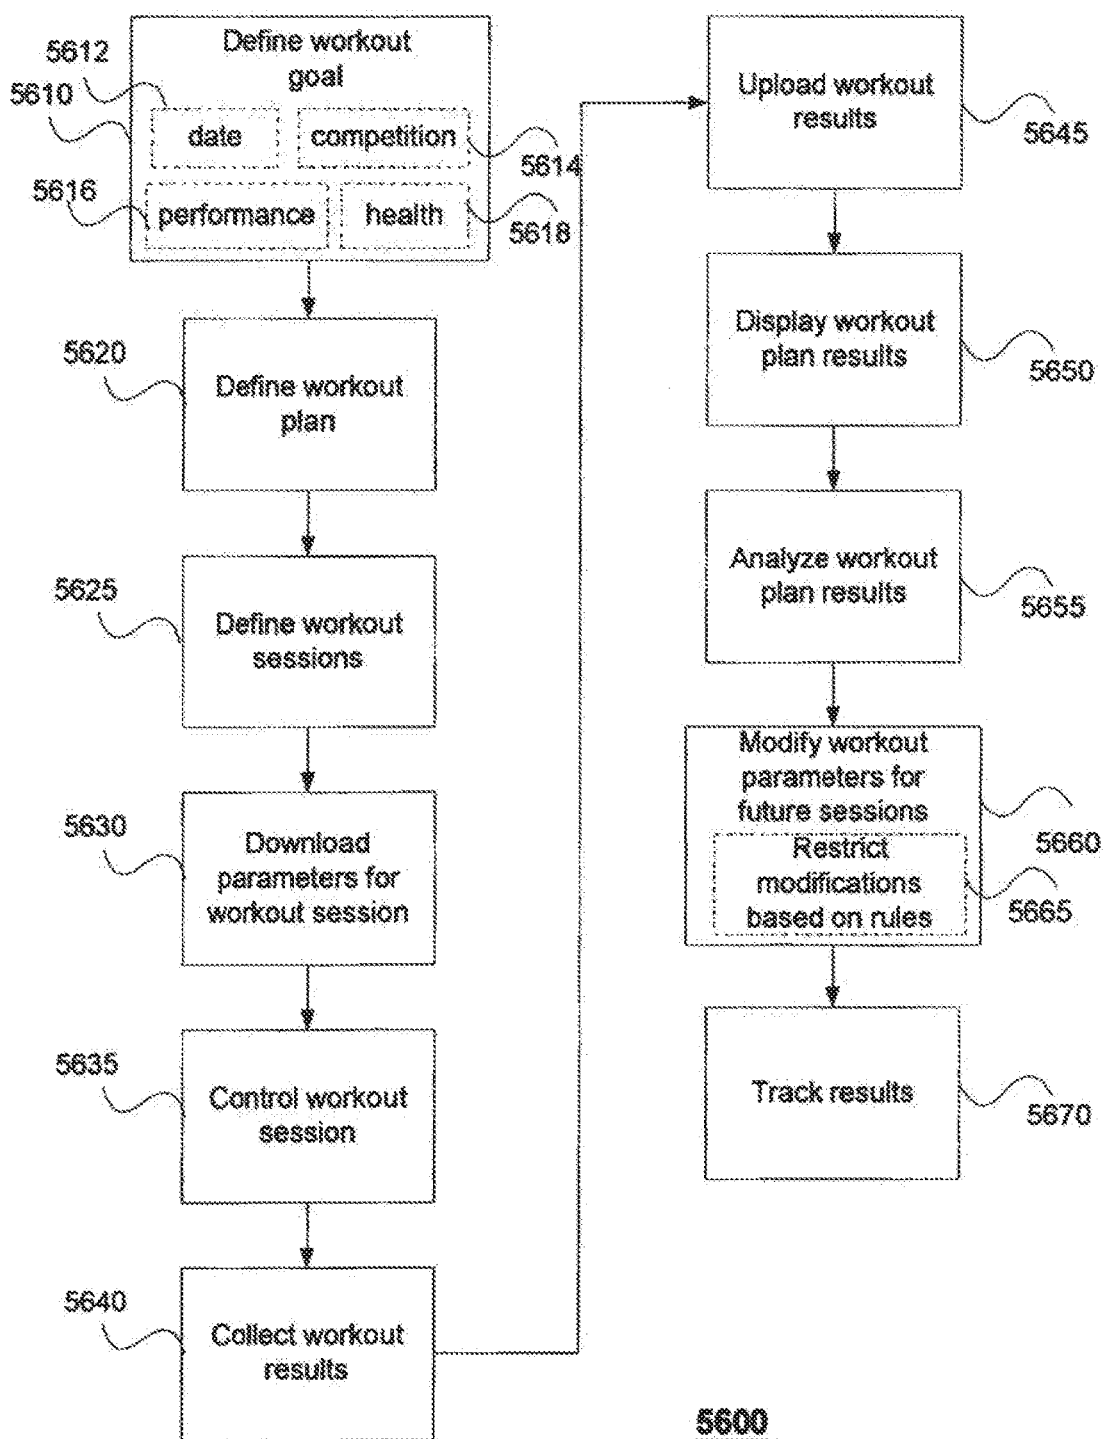 Define workout
goal
5612
5610
date
competition
5614
5616
performance
health
5618
5620
Define workout
plan
5625
Define workout
sessions
5630
Download
parameters for
workout session
5635
Control workout
session
5640
Collect workout
results
Upload workout
results
5645
Display workout
plan results
5650
Analyze workout
plan results
5655
Modify workout
parameters for
future sessions
5660
Restrict
modifications
based on rules
5665
Track results
5670
5600